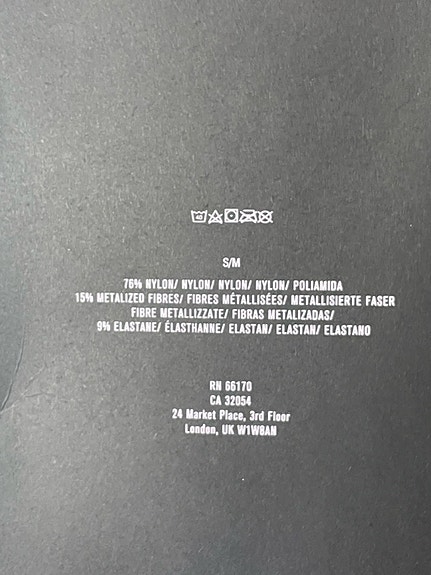 S/M
76% NYLON/ NYLON/ NYLON/ NYLON/ POLIAMIDA
15% METALIZED FIBRES/ FIBRES MÉTALLISÉES/ METALLISIERTE FASER
FIBRE METALLIZZATE/ FIBRAS METALIZADAS/
9% ELASTANE/ ÉLASTHANNE/ ELASTAN/ ELASTAN/ ELASTANO
RN 66170
CA 32054
24 Market Place, 3rd Floor
London, UK W1W8AN